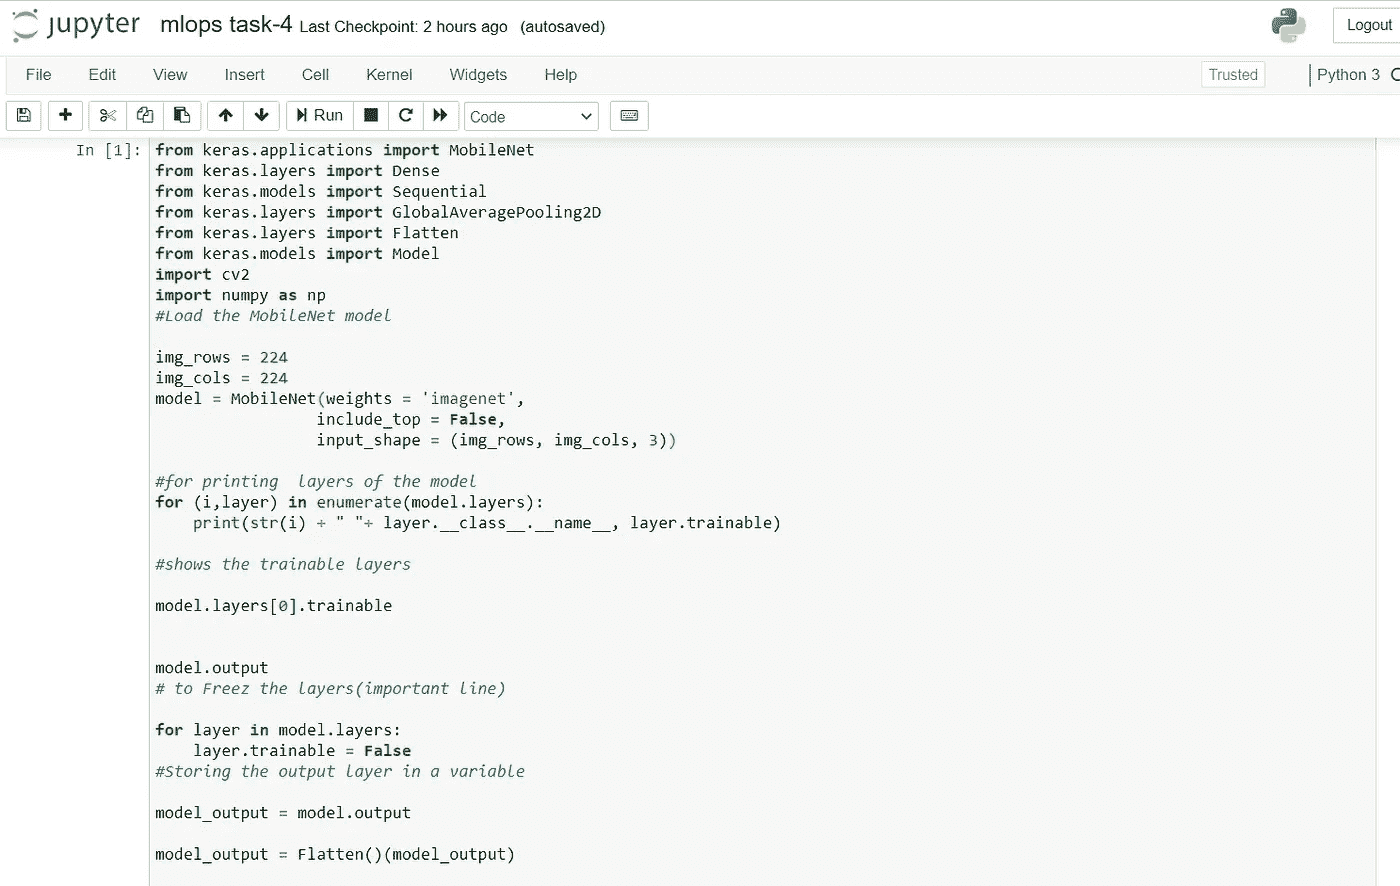 jupyter mlops task-4 Last Checkpoint: 2 hours ago (autosaved) Logout
File Edit View Insert Cell Kernel Widgets Help Trusted Python 3
Run Code
In [1]: from keras.applications import MobileNet
from keras.layers import Dense
from keras.models import Sequential
from keras.layers import GlobalAveragePooling2D
from keras.layers import Flatten
from keras.models import Model
import cv2
import numpy as np
#Load the MobileNet model
img_rows = 224
img_cols = 224
model = MobileNet(weights = 'imagenet',
include_top = False,
input_shape = (img_rows, img_cols, 3))
#for printing  layers of the model
for (i,layer) in enumerate(model.layers):
    print(str(i) + " "+ layer.__class__.__name__, layer.trainable)
#shows the trainable layers
model.layers[0].trainable
model.output
# to Freez the layers(important line)
for layer in model.layers:
    layer.trainable = False
#Storing the output layer in a variable
model_output = model.output
model_output = Flatten()(model_output)